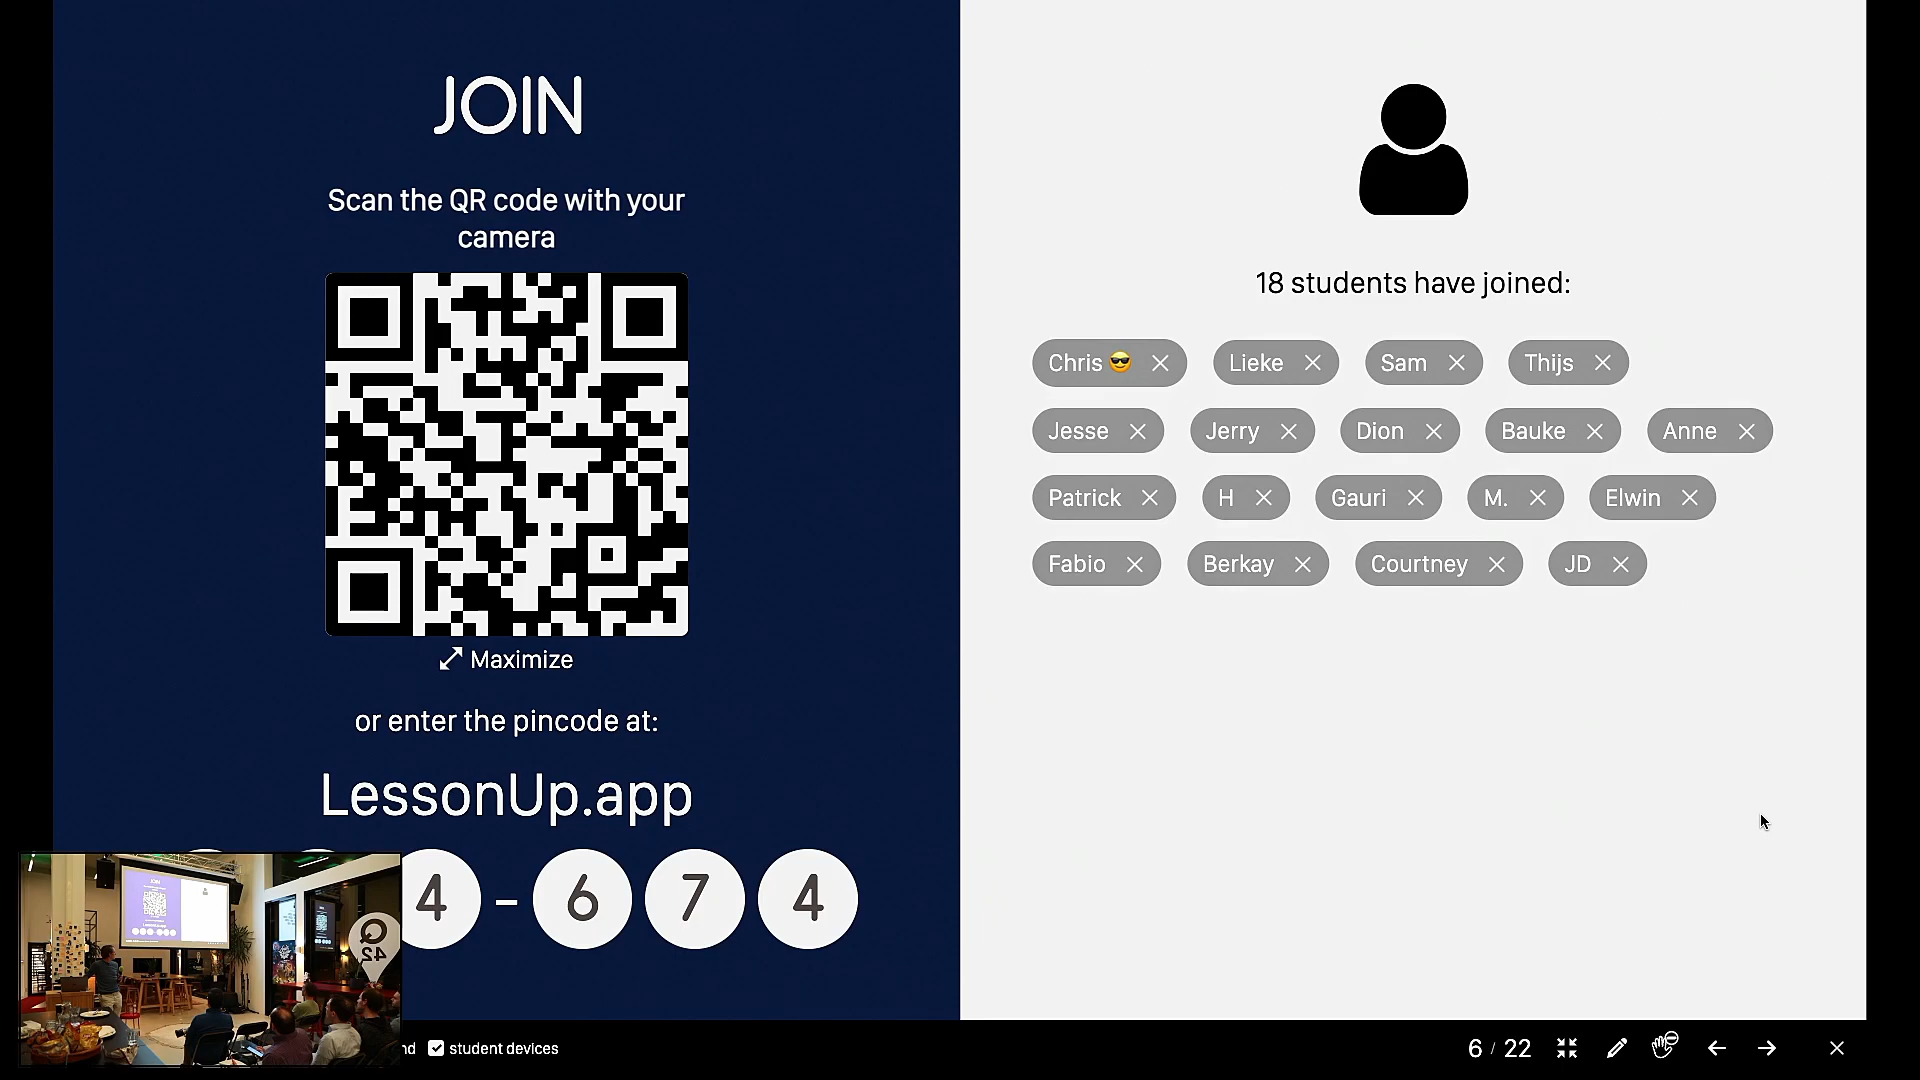 JOIN
Scan the QR code with your
camera
Maximize
or enter the pincode at:
LessonUp.app
4 - 6 7 4
18 students have joined:
Chris 😎 Lieke Sam Thijs
Jesse Jerry Dion Bauke Anne
Patrick H Gauri M. Elwin
Fabio Berkay Courtney JD
JOIN
Q
42
student devices
6 / 22